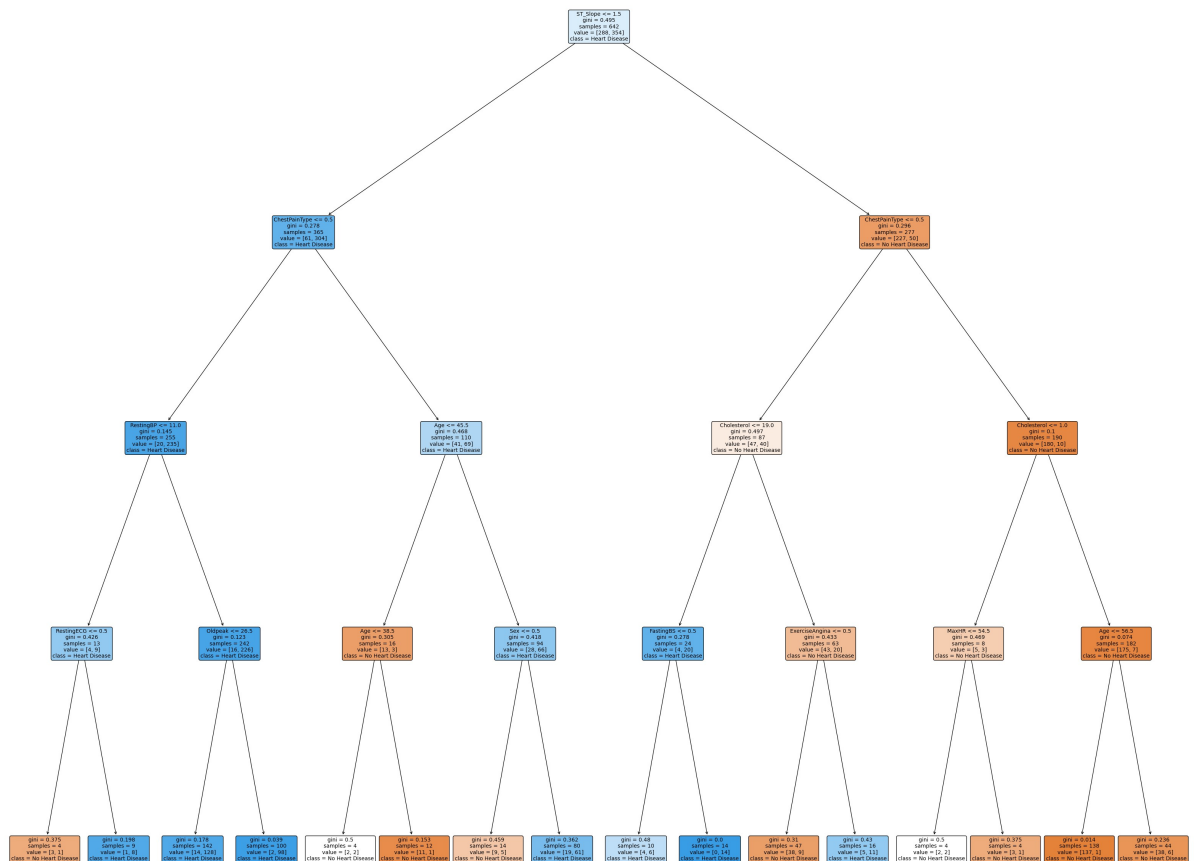 ST_Slope <= 1.5
gini = 0.495
samples = 642
value = [288, 354]
class = Heart Disease
ChestPainType <= 0.5
gini = 0.278
samples = 365
value = [61, 304]
class = Heart Disease
ChestPainType <= 0.5
gini = 0.296
samples = 277
value = [227, 50]
class = No Heart Disease
RestingBP <= 11.0
gini = 0.145
samples = 255
value = [20, 235]
class = Heart Disease
Age <= 45.5
gini = 0.468
samples = 110
value = [41, 69]
class = Heart Disease
Cholesterol <= 19.0
gini = 0.497
samples = 87
value = [47, 40]
class = No Heart Disease
Cholesterol <= 1.0
gini = 0.1
samples = 190
value = [180, 10]
class = No Heart Disease
RestingECG <= 0.5
gini = 0.426
samples = 13
value = [4, 9]
class = Heart Disease
Oldpeak <= 26.5
gini = 0.123
samples = 242
value = [16, 226]
class = Heart Disease
Age <= 38.5
gini = 0.305
samples = 16
value = [13, 3]
class = No Heart Disease
Sex <= 0.5
gini = 0.418
samples = 94
value = [28, 66]
class = Heart Disease
FastingBS <= 0.5
gini = 0.278
samples = 24
value = [4, 20]
class = Heart Disease
ExerciseAngina <= 0.5
gini = 0.433
samples = 63
value = [43, 20]
class = No Heart Disease
MaxHR <= 54.5
gini = 0.469
samples = 8
value = [5, 3]
class = No Heart Disease
Age <= 56.5
gini = 0.074
samples = 182
value = [175, 7]
class = No Heart Disease
gini = 0.375
samples = 4
value = [3, 1]
class = No Heart Disease
gini = 0.198
samples = 9
value = [1, 8]
class = Heart Disease
gini = 0.178
samples = 142
value = [14, 128]
class = Heart Disease
gini = 0.039
samples = 100
value = [2, 98]
class = Heart Disease
gini = 0.5
samples = 4
value = [2, 2]
class = No Heart Disease
gini = 0.153
samples = 12
value = [11, 1]
class = No Heart Disease
gini = 0.459
samples = 14
value = [9, 5]
class = No Heart Disease
gini = 0.362
samples = 80
value = [19, 61]
class = Heart Disease
gini = 0.48
samples = 10
value = [4, 6]
class = Heart Disease
gini = 0.0
samples = 14
value = [0, 14]
class = Heart Disease
gini = 0.31
samples = 47
value = [38, 9]
class = No Heart Disease
gini = 0.43
samples = 16
value = [5, 11]
class = Heart Disease
gini = 0.5
samples = 4
value = [2, 2]
class = No Heart Disease
gini = 0.375
samples = 4
value = [3, 1]
class = No Heart Disease
gini = 0.014
samples = 138
value = [137, 1]
class = No Heart Disease
gini = 0.236
samples = 44
value = [38, 6]
class = No Heart Disease